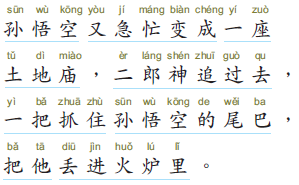 sūn wù kōng yòu jí máng biàn chéng yí zuò
孙悟空又急忙变成一座
tǔ dì miào èr láng shén zhuī guò qu
土地庙，二郎神追过去，
yì bǎ zhuā zhù sūn wù kōng de wěi ba
一把抓住孙悟空的尾巴，
bǎ tā diū jìn huǒ lú lǐ
把他丢进火炉里。